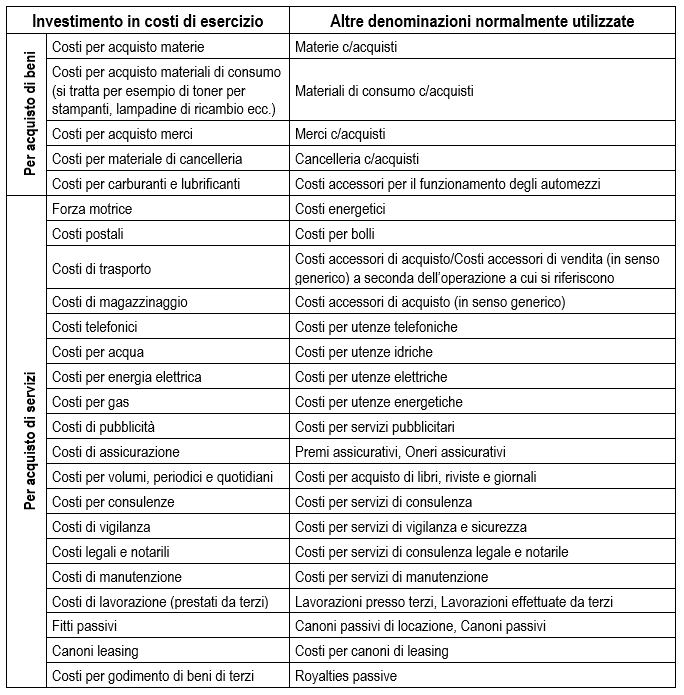 Investimento in costi di esercizio
Altre denominazioni normalmente utilizzate
Per acquisto di beni
Costi per acquisto materie
Materie c/acquisti
Costi per acquisto materiali di consumo
(si tratta per esempio di toner per
stampanti, lampadine di ricambio ecc.)
Materiali di consumo c/acquisti
Costi per acquisto merci
Merci c/acquisti
Costi per materiale di cancelleria
Cancelleria c/acquisti
Costi per carburanti e lubrificanti
Costi accessori per il funzionamento degli automezzi
Per acquisto di servizi
Forza motrice
Costi energetici
Costi postali
Costi per bolli
Costi di trasporto
Costi accessori di acquisto/Costi accessori di vendita (in senso
generico) a seconda dell'operazione a cui si riferiscono
Costi di magazzinaggio
Costi accessori di acquisto (in senso generico)
Costi telefonici
Costi per utenze telefoniche
Costi per acqua
Costi per utenze idriche
Costi per energia elettrica
Costi per utenze elettriche
Costi per gas
Costi per utenze energetiche
Costi di pubblicità
Costi per servizi pubblicitari
Costi di assicurazione
Premi assicurativi, Oneri assicurativi
Costi per volumi, periodici e quotidiani
Costi per acquisto di libri, riviste e giornali
Costi per consulenze
Costi per servizi di consulenza
Costi di vigilanza
Costi per servizi di vigilanza e sicurezza
Costi legali e notarili
Costi per servizi di consulenza legale e notarile
Costi di manutenzione
Costi per servizi di manutenzione
Costi di lavorazione (prestati da terzi)
Lavorazioni presso terzi, Lavorazioni effettuate da terzi
Fitti passivi
Canoni passivi di locazione, Canoni passivi
Canoni leasing
Costi per canoni di leasing
Costi per godimento di beni di terzi
Royalties passive